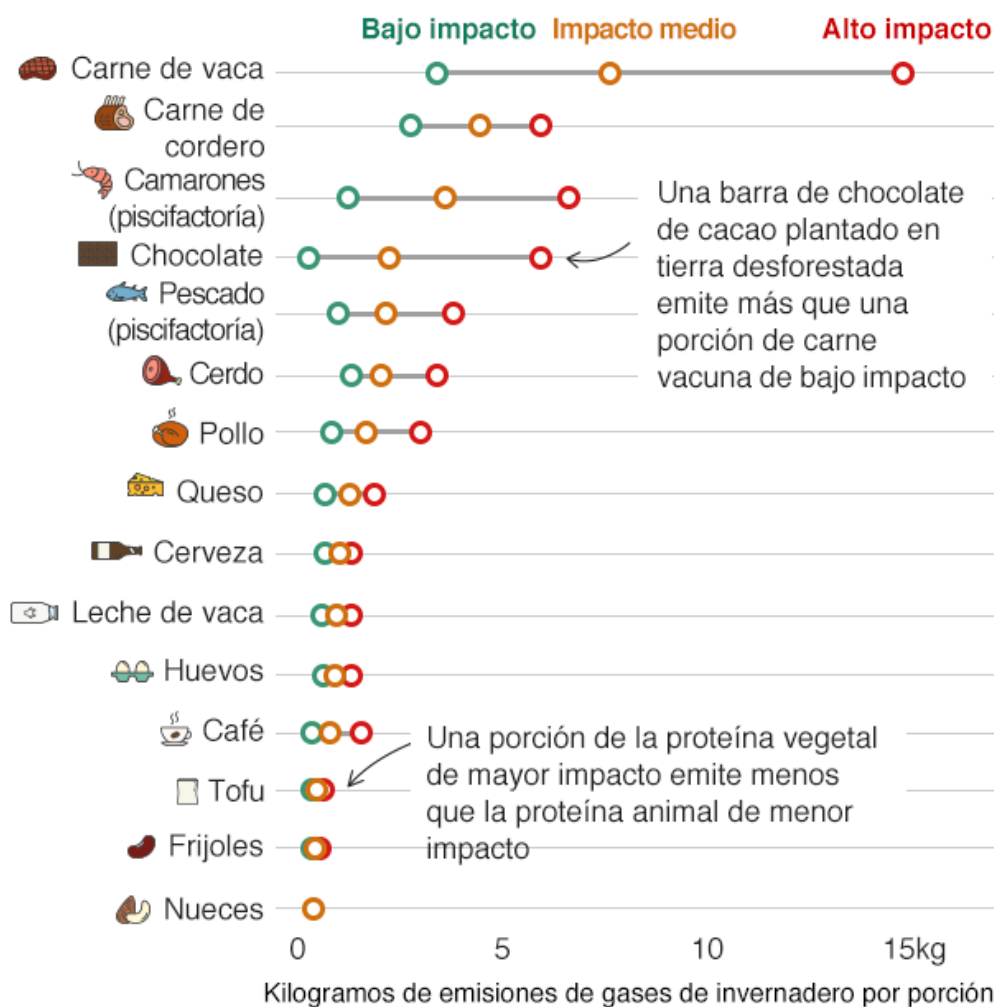 Bajo impacto Impacto medio Alto impacto
Carne de vaca
Carne de
cordero
Camarones
(piscifactoría)
Una barra de chocolate
de cacao plantado en
tierra desforestada
emite más que una
porción de carne
vacuna de bajo impacto
Chocolate
Pescado
(piscifactoría)
Cerdo
Pollo
Queso
Cerveza
Leche de vaca
Huevos
Café
Una porción de la proteína vegetal
de mayor impacto emite menos
que la proteína animal de menor
impacto
Tofu
Frijoles
Nueces
0 5 10 15kg
Kilogramos de emisiones de gases de invernadero por porción